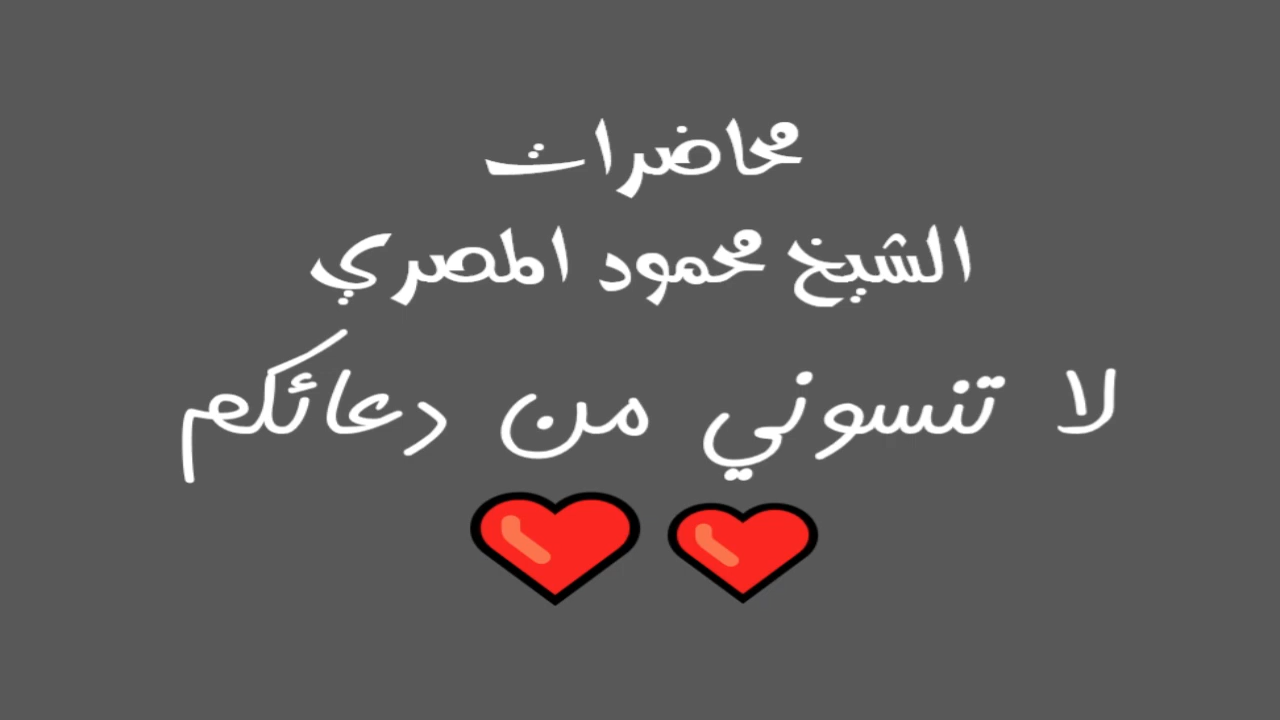 محاضرات
الشيخ محمود المصري
لا تنسوني من دعائكم